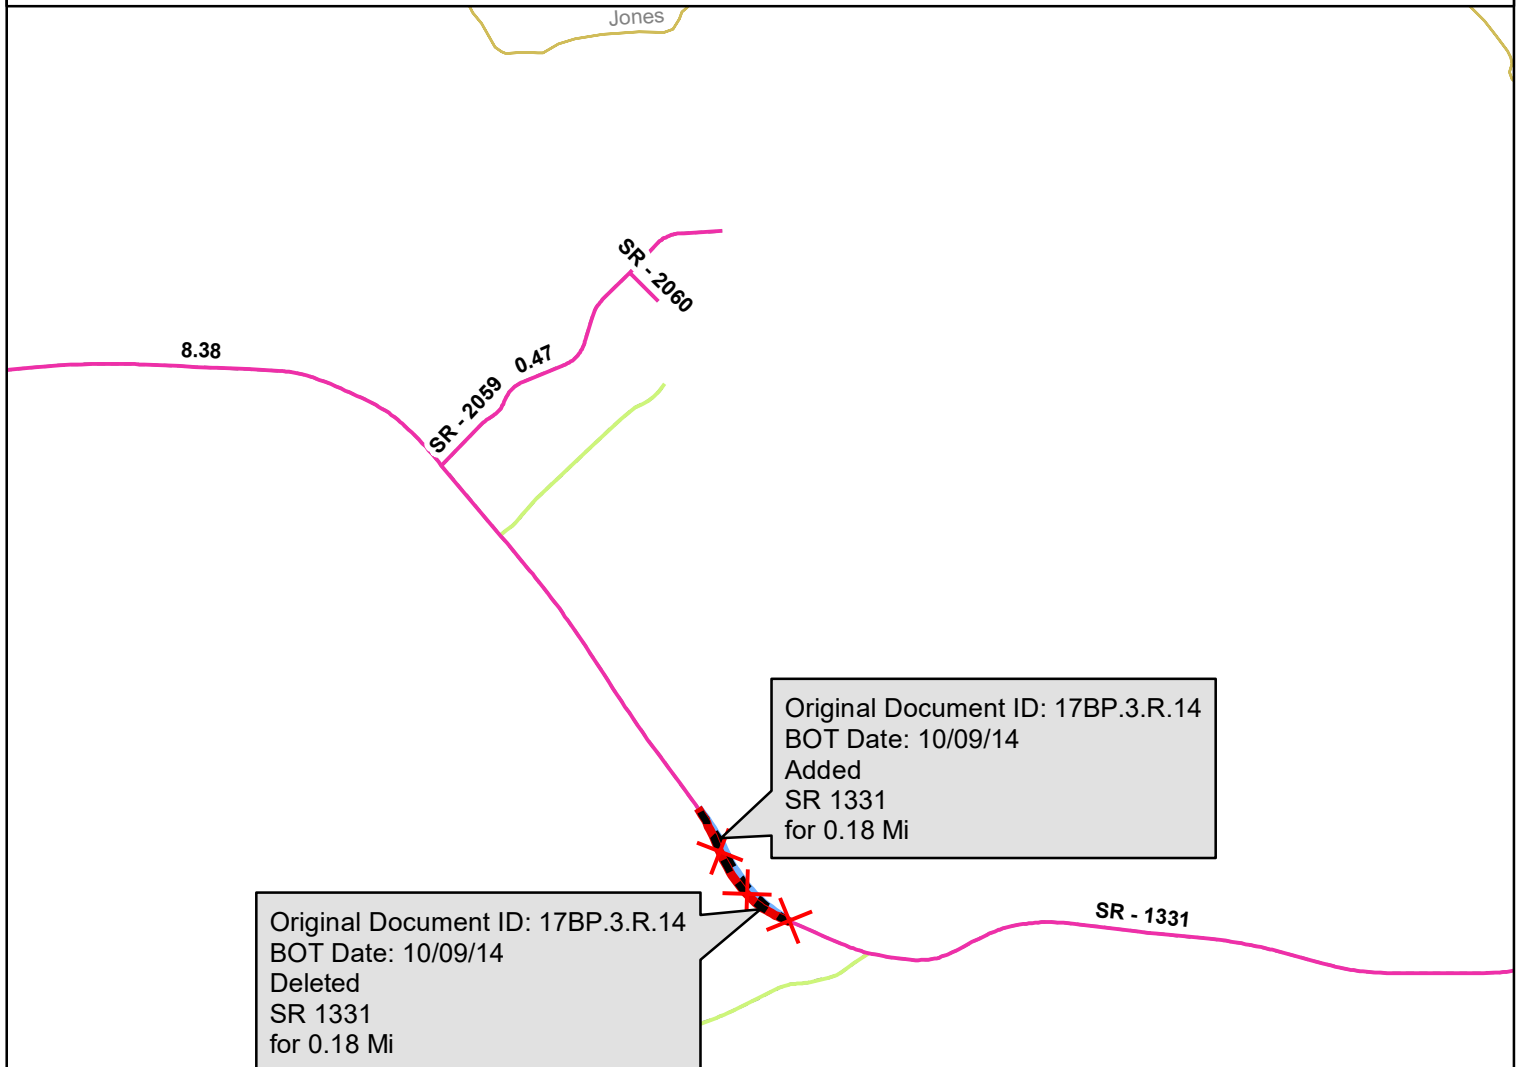 Jones
SR - 2060
8.38
0.47
SR - 2059
Original Document ID: 17BP.3.R.14
BOT Date: 10/09/14
Added
SR 1331
for 0.18 Mi
Original Document ID: 17BP.3.R.14
BOT Date: 10/09/14
Deleted
SR 1331
for 0.18 Mi
SR - 1331